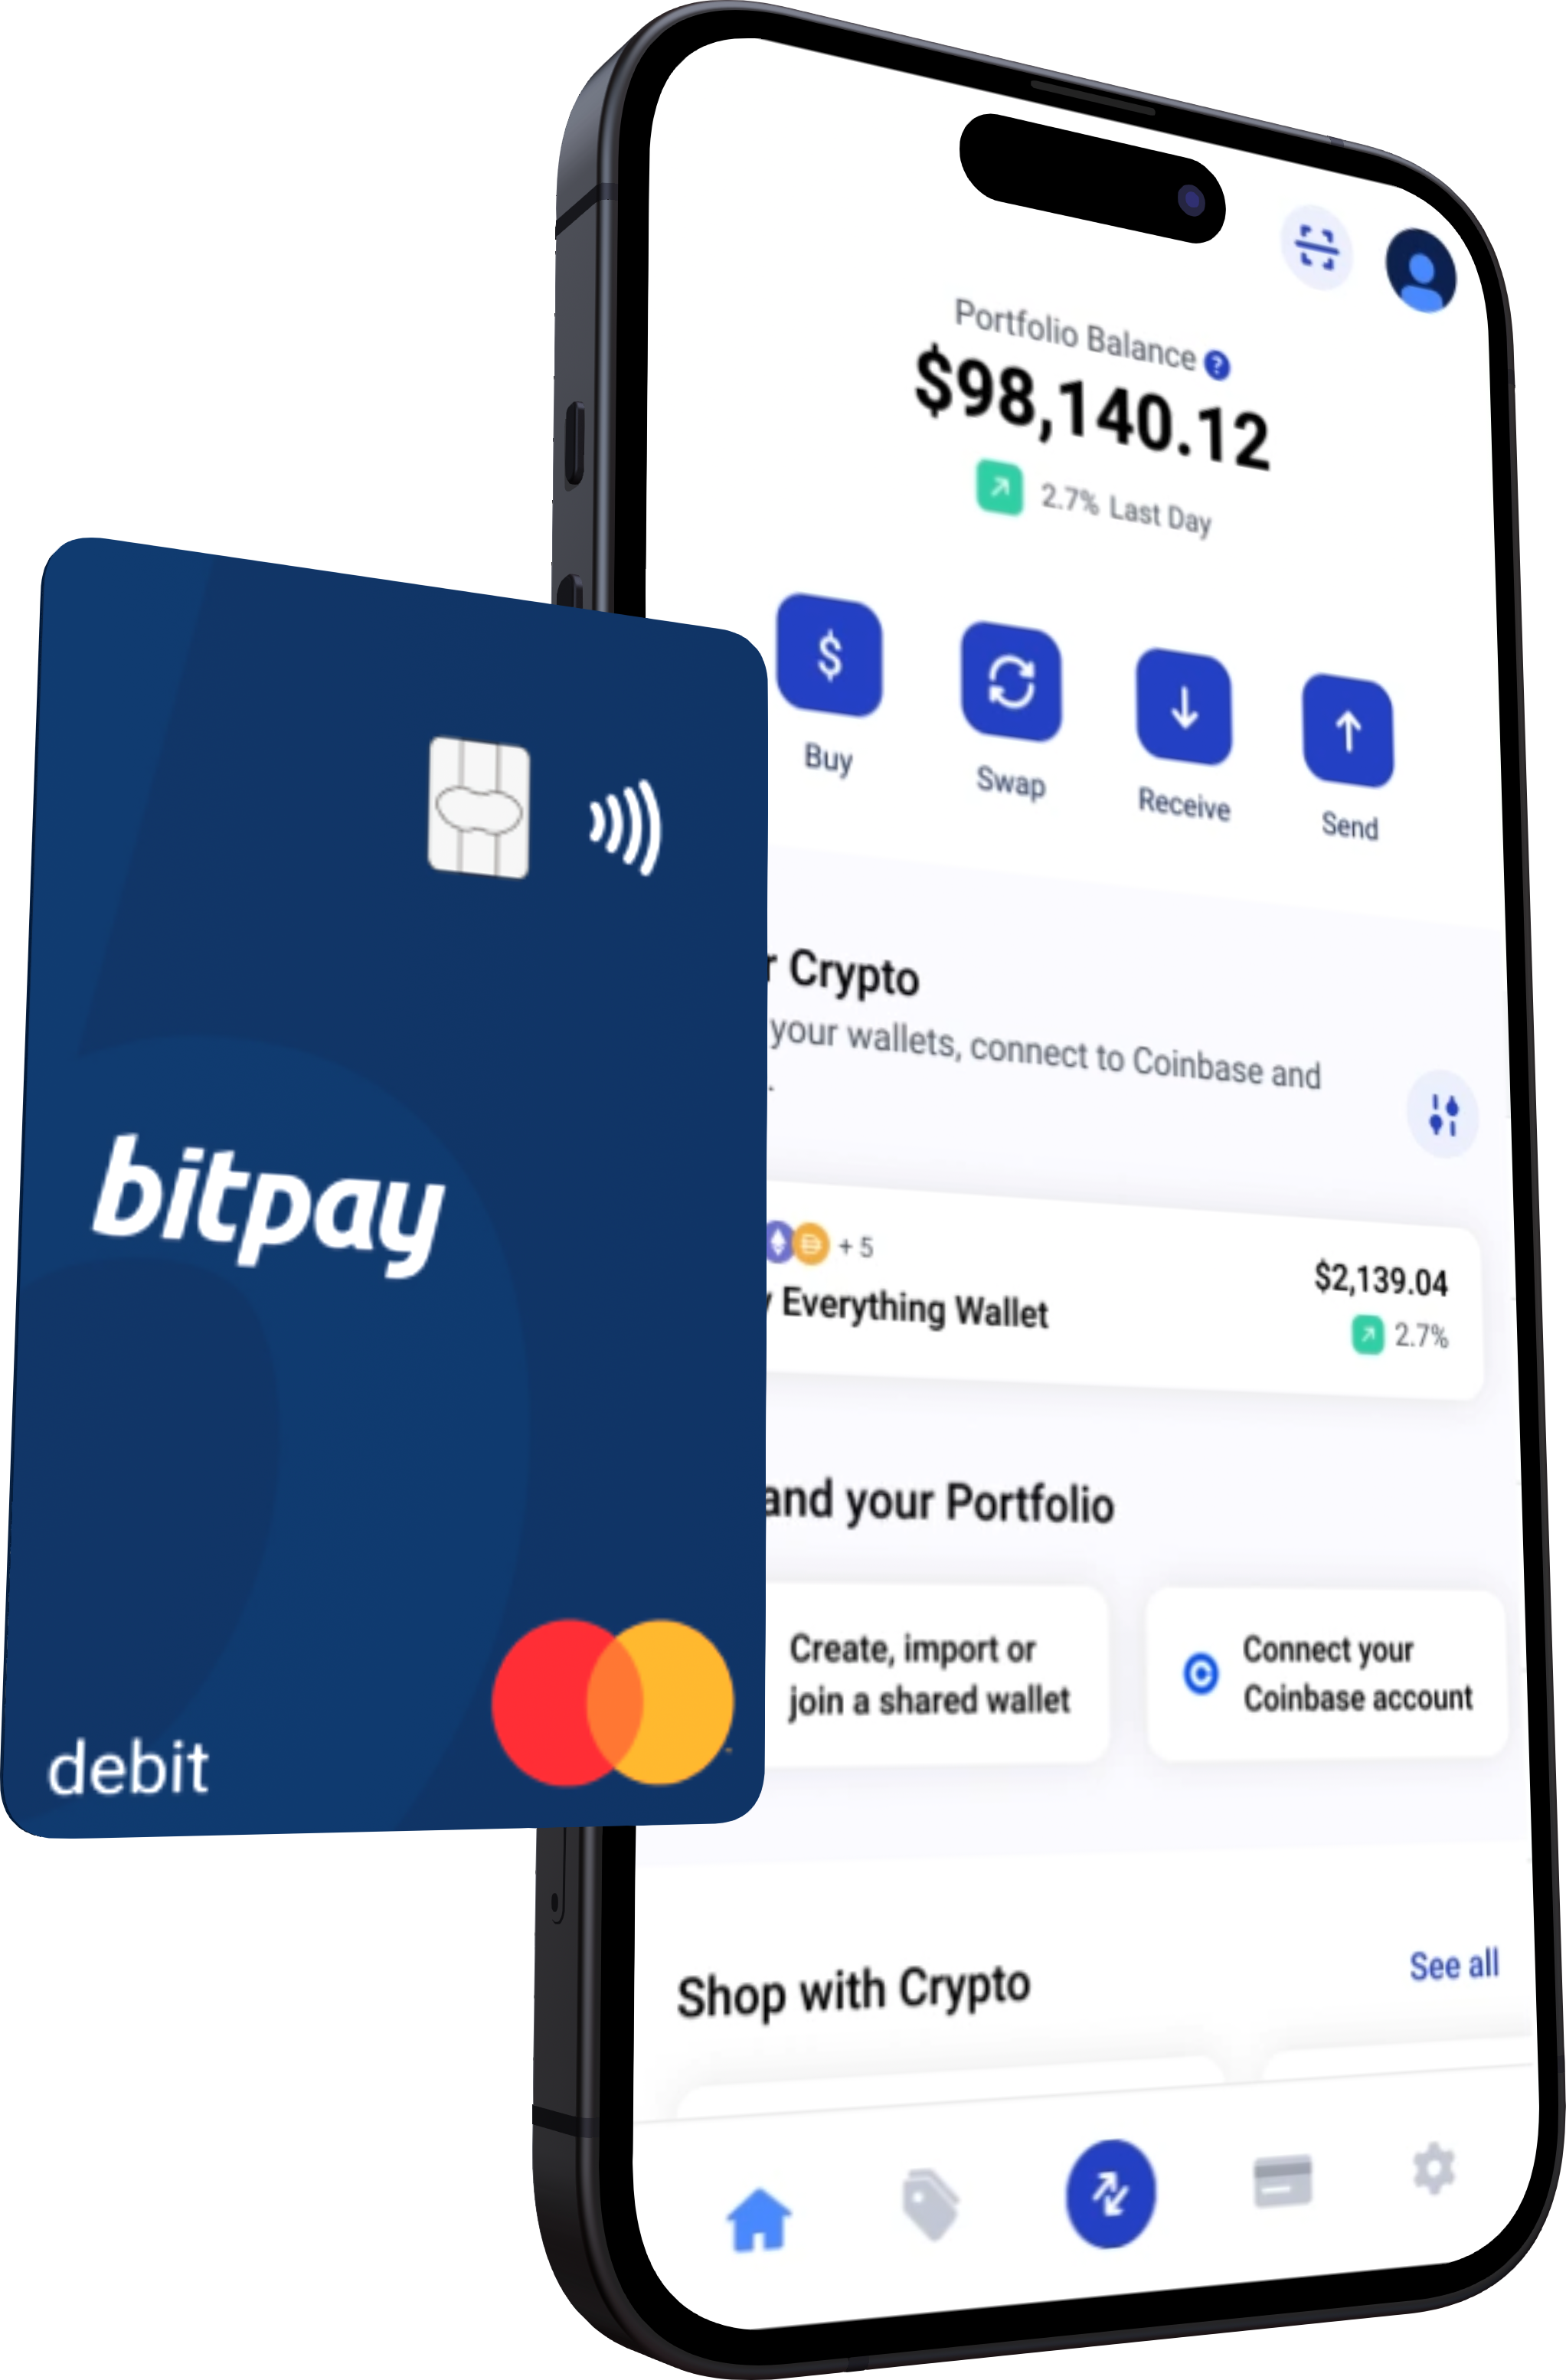 Portfolio Balance ?
$98,140.12
2.7% Last Day
$
Buy
Swap
Receive
Send
r Crypto
your wallets, connect to Coinbase and
.
+ 5
y Everything Wallet
$2,139.04
2.7%
and your Portfolio
Create, import or
join a shared wallet
Connect your
Coinbase account
Shop with Crypto
See all
bitpay
debit